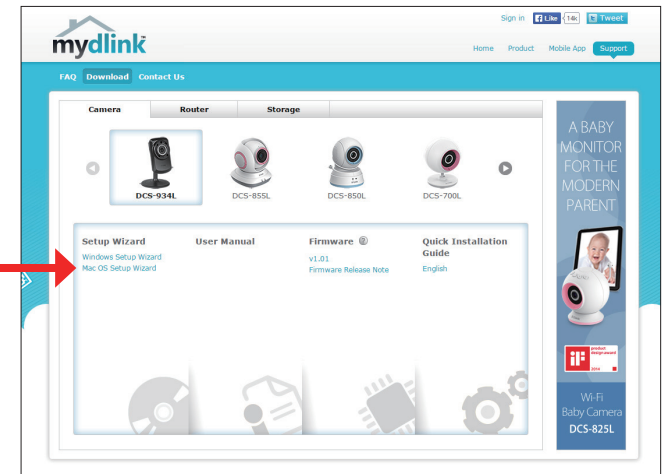 Sign in
Like 14k
Tweet
mydlink
Home Product Mobile App Support
FAQ Download Contact Us
Camera Router Storage
DCS-934L DCS-855L DCS-850L DCS-700L
Setup Wizard
Windows Setup Wizard
Mac OS Setup Wizard
User Manual
Firmware
v1.01
Firmware Release Note
Quick Installation
Guide
English
A BABY
MONITOR
FOR THE
MODERN
PARENT
product
design award
2014
Wi-Fi
Baby Camera
DCS-825L